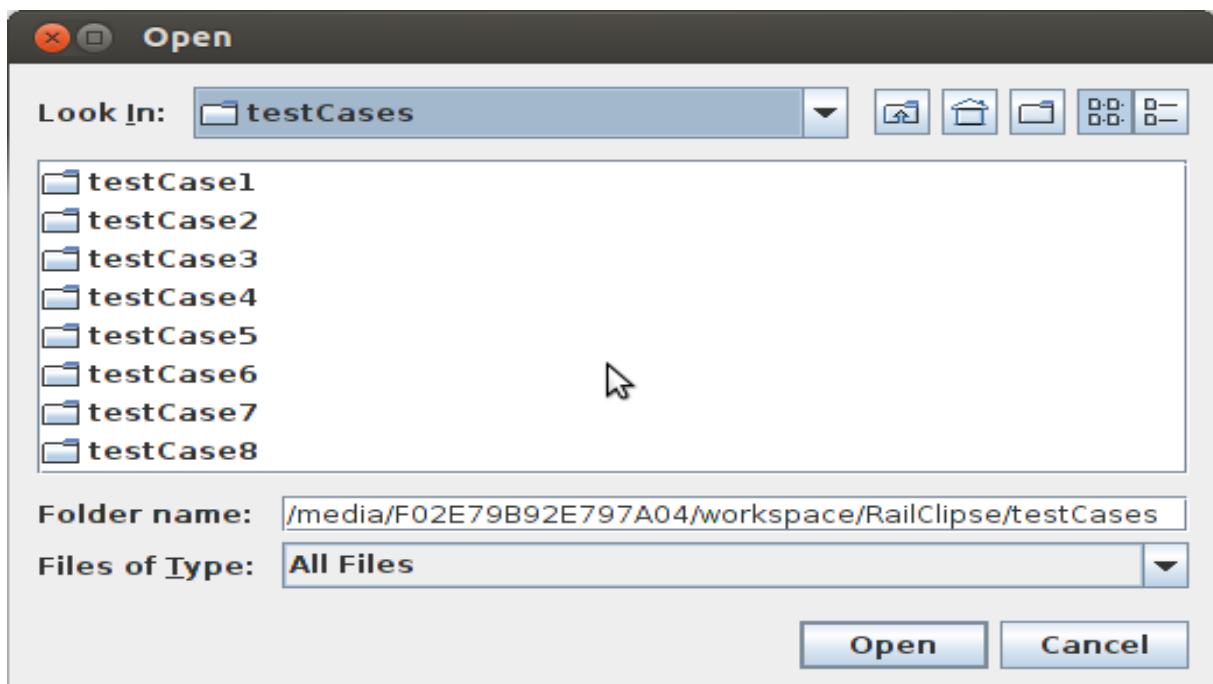 Open
Look In: testCases
testCase1
testCase2
testCase3
testCase4
testCase5
testCase6
testCase7
testCase8
Folder name: /media/F02E79B92E797A04/workspace/RailClipse/testCases
Files of Type: All Files
Open Cancel